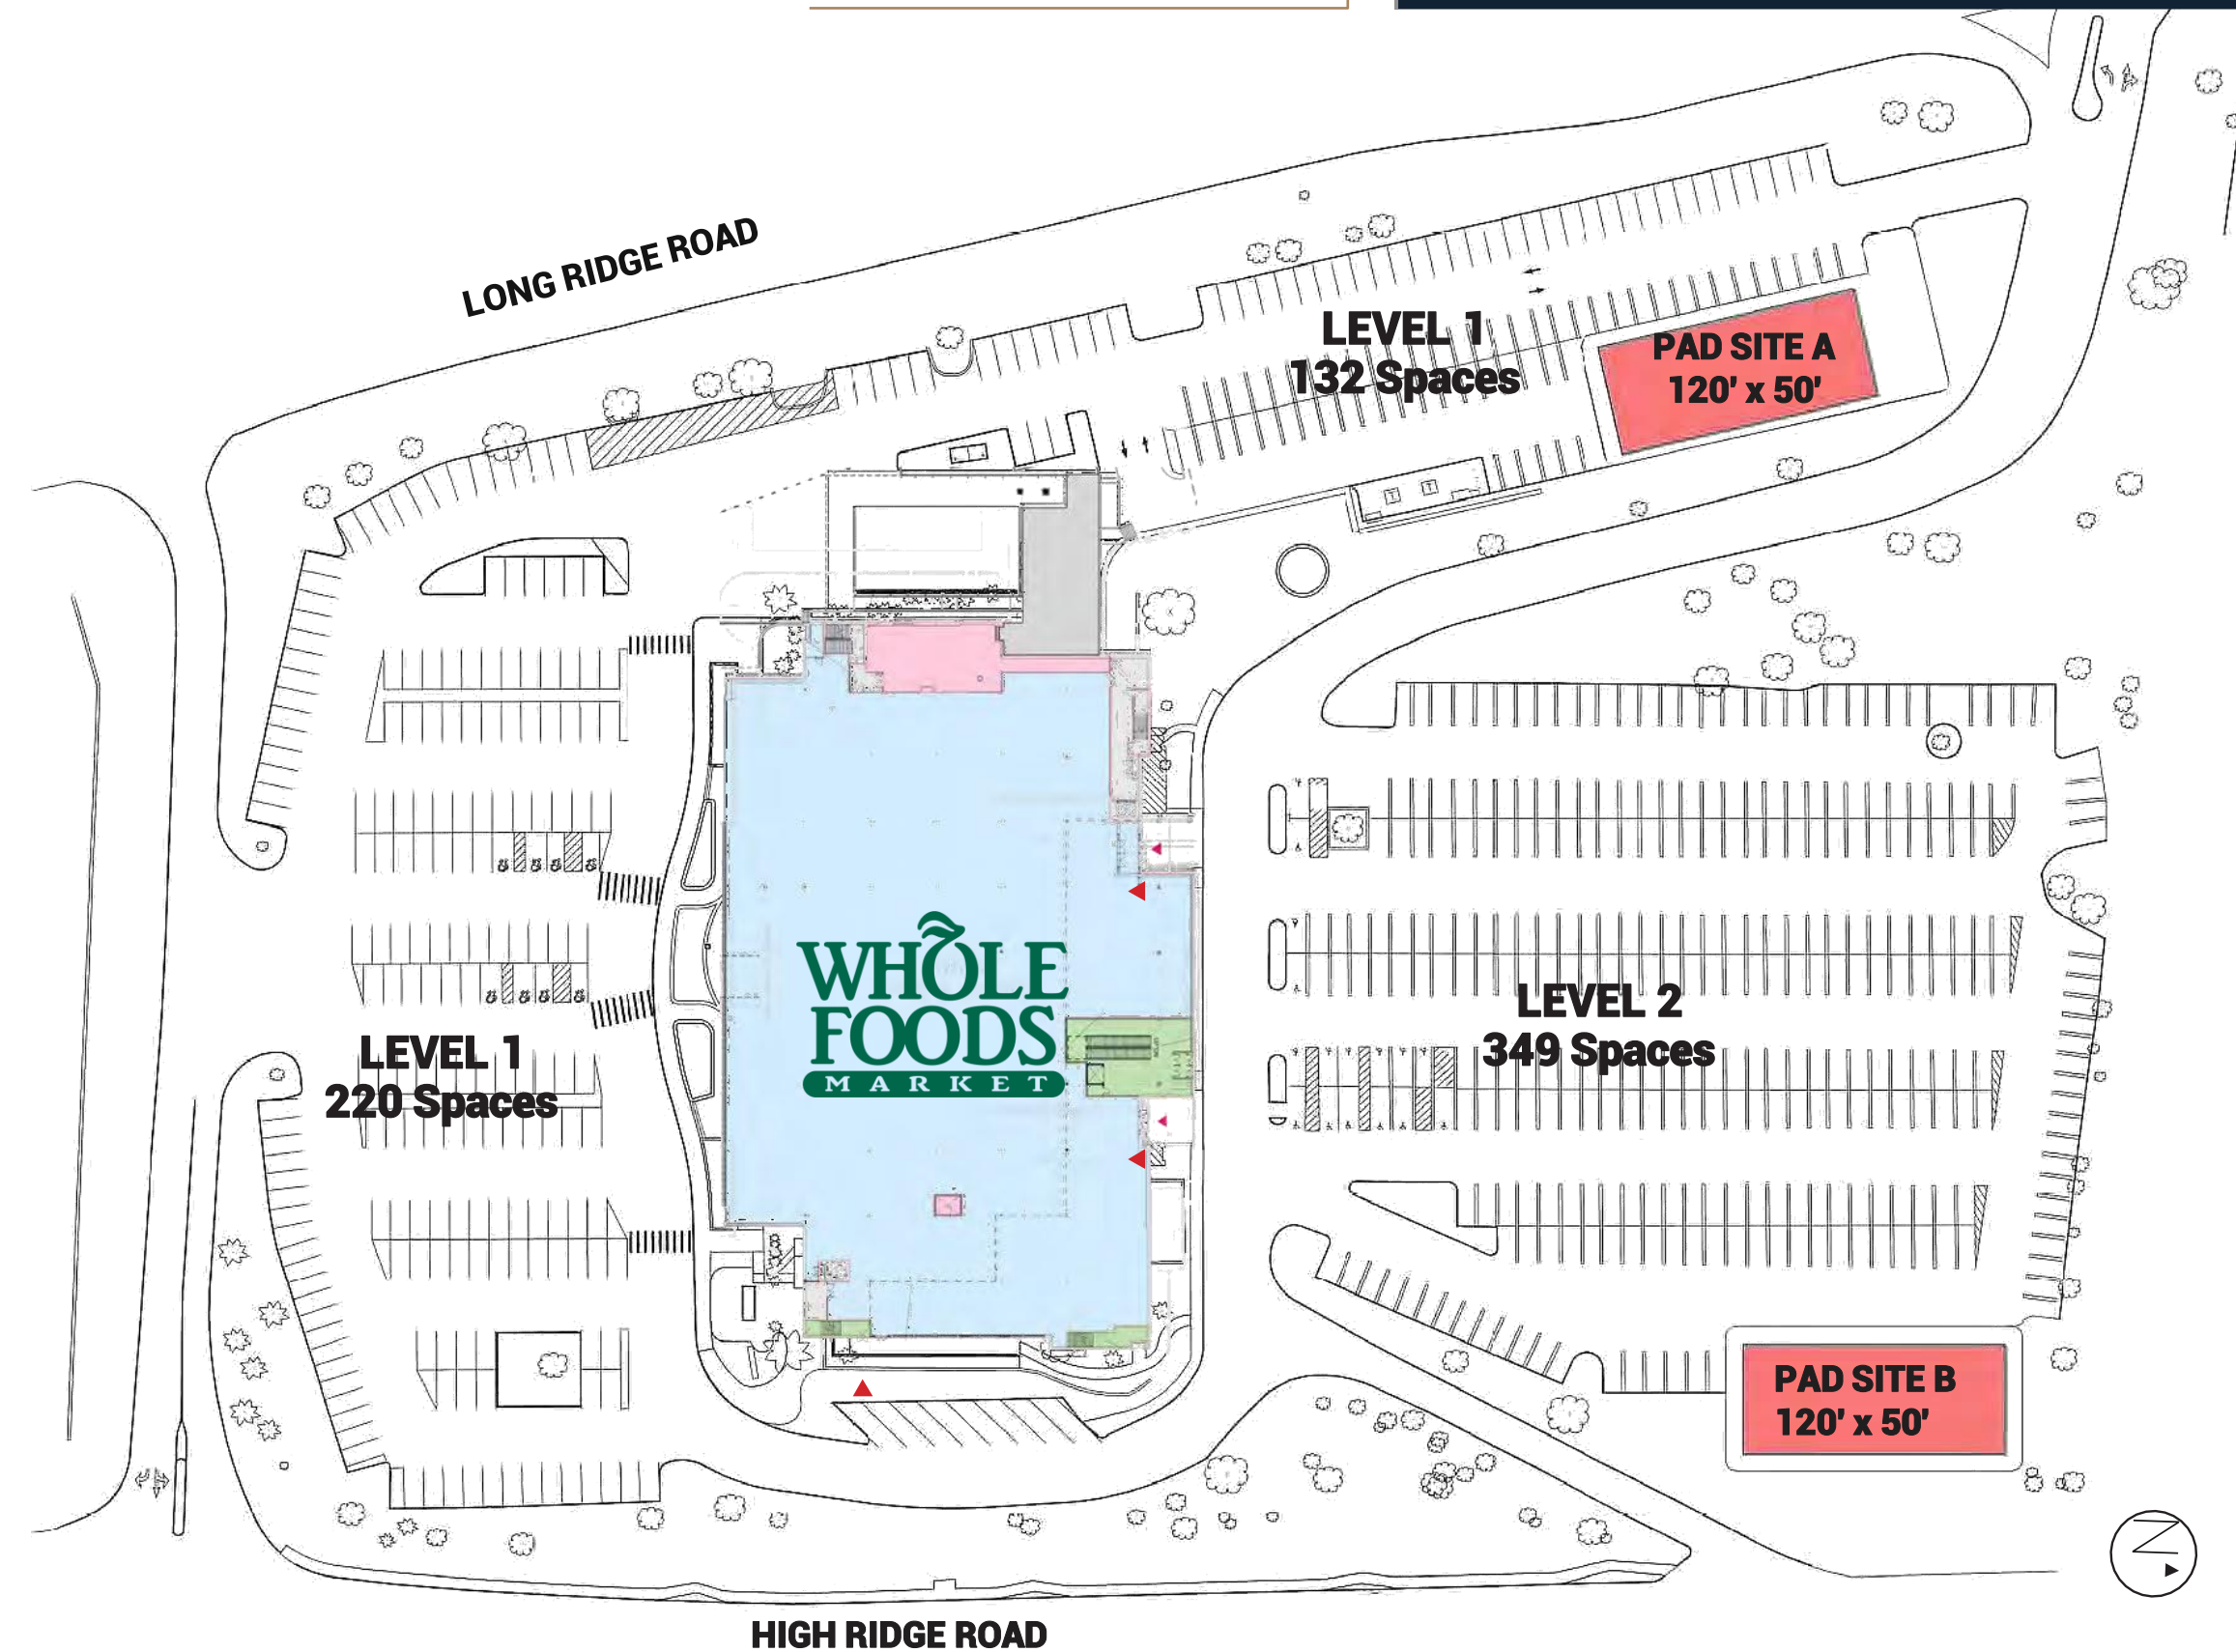 LONG RIDGE ROAD
LEVEL 1
132 Spaces
PAD SITE A
120' x 50'
WHOLE
FOODS
MARKET
LEVEL 2
349 Spaces
LEVEL 1
220 Spaces
PAD SITE B
120' x 50'
N
HIGH RIDGE ROAD